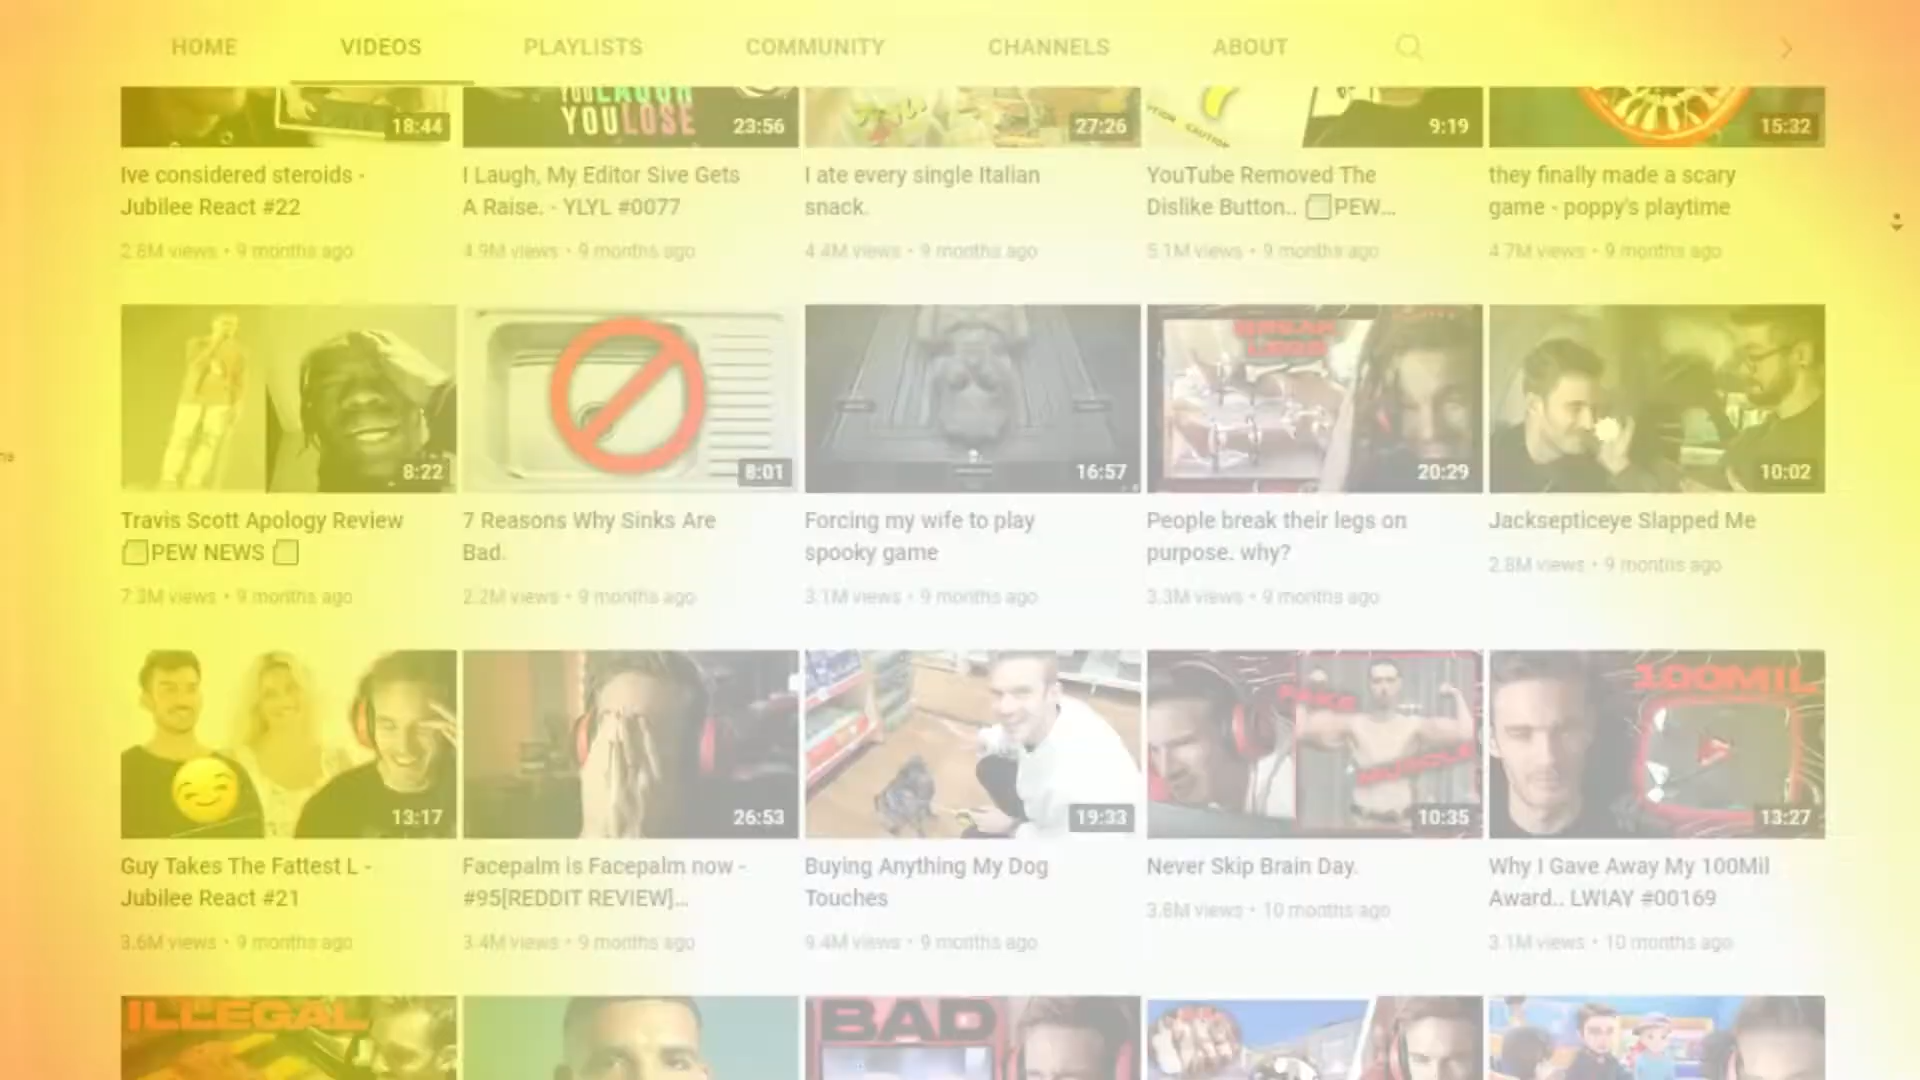 HOME VIDEOS PLAYLISTS COMMUNITY CHANNELS ABOUT
YOU LAUGH
YOU LOSE
CAUTION
18:44 23:56 27:26 9:19 15:32
Ive considered steroids -
Jubilee React #22
2.8M views • 9 months ago
I Laugh, My Editor Sive Gets
A Raise. - YLYL #0077
4.9M views • 9 months ago
I ate every single Italian
snack.
4.4M views • 9 months ago
YouTube Removed The
Dislike Button.. PEW...
5.1M views • 9 months ago
they finally made a scary
game - poppy's playtime
4.7M views • 9 months ago
BREAK
LEGS
8:22 8:01 16:57 20:29 10:02
Travis Scott Apology Review
PEW NEWS
7.3M views • 9 months ago
7 Reasons Why Sinks Are
Bad.
2.2M views • 9 months ago
Forcing my wife to play
spooky game
3.1M views • 9 months ago
People break their legs on
purpose. why?
3.3M views • 9 months ago
Jacksepticeye Slapped Me
2.8M views • 9 months ago
FAKE
MUSCLE
100MIL
13:17 26:53 19:33 10:35 13:27
Guy Takes The Fattest L -
Jubilee React #21
3.6M views • 9 months ago
Facepalm is Facepalm now -
#95[REDDIT REVIEW]...
3.4M views • 9 months ago
Buying Anything My Dog
Touches
9.4M views • 9 months ago
Never Skip Brain Day.
3.8M views • 10 months ago
Why I Gave Away My 100Mil
Award.. LWIAY #00169
3.1M views • 10 months ago
ILLEGAL
BAD